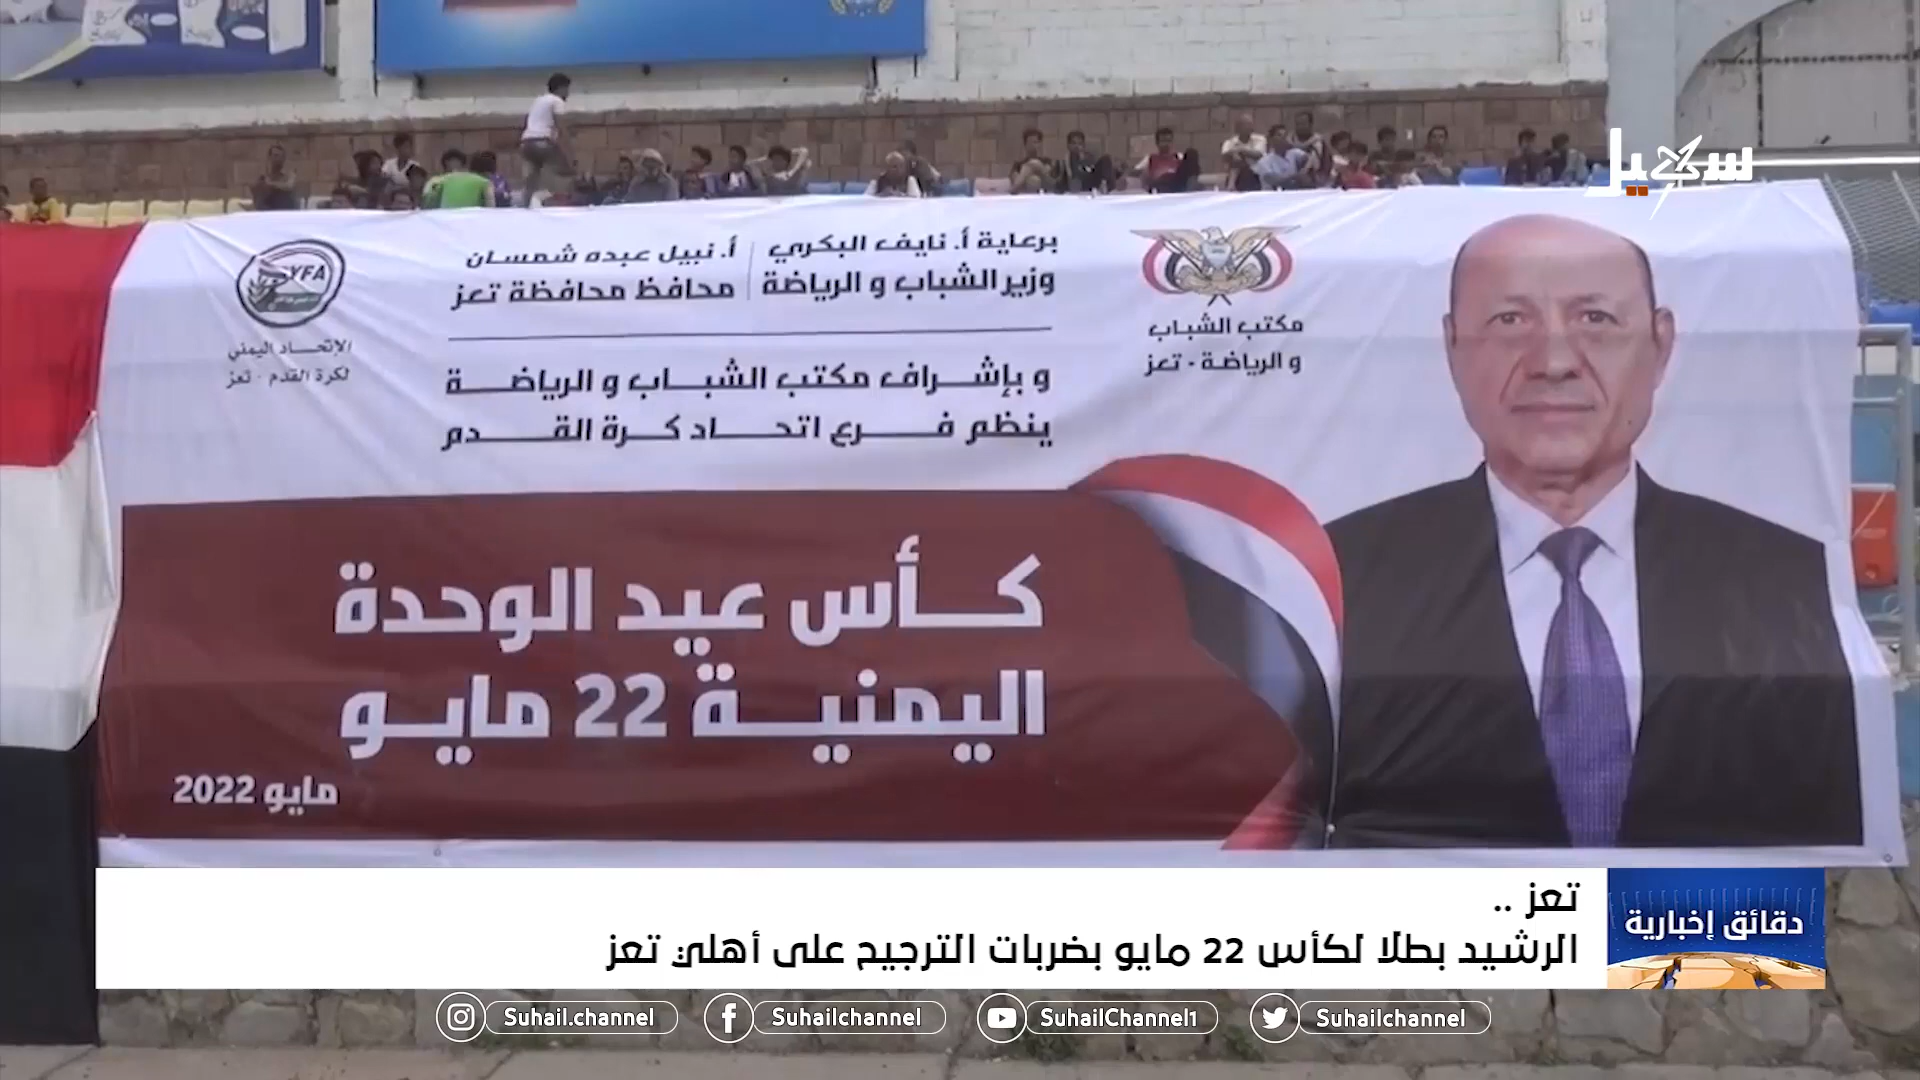 سهيل
برعاية أ. نايف البكري
وزير الشباب و الرياضة
أ. نبيل عبده شمسان
محافظ محافظة تعز
YFA
الإتحاد اليمني
لكرة القدم - تعز
مكتب الشباب
و الرياضة - تعز
و بإشراف مكتب الشباب و الرياضة
ينظم فرع اتحاد كرة القدم
كأس عيد الوحدة
اليمنية 22 مايو
مايو 2022
دقائق إخبارية
تعز ..
الرشيد بطلا لكأس 22 مايو بضربات الترجيح على أهلي تعز
Suhail.channel
Suhailchannel
SuhailChannel1
Suhailchannel